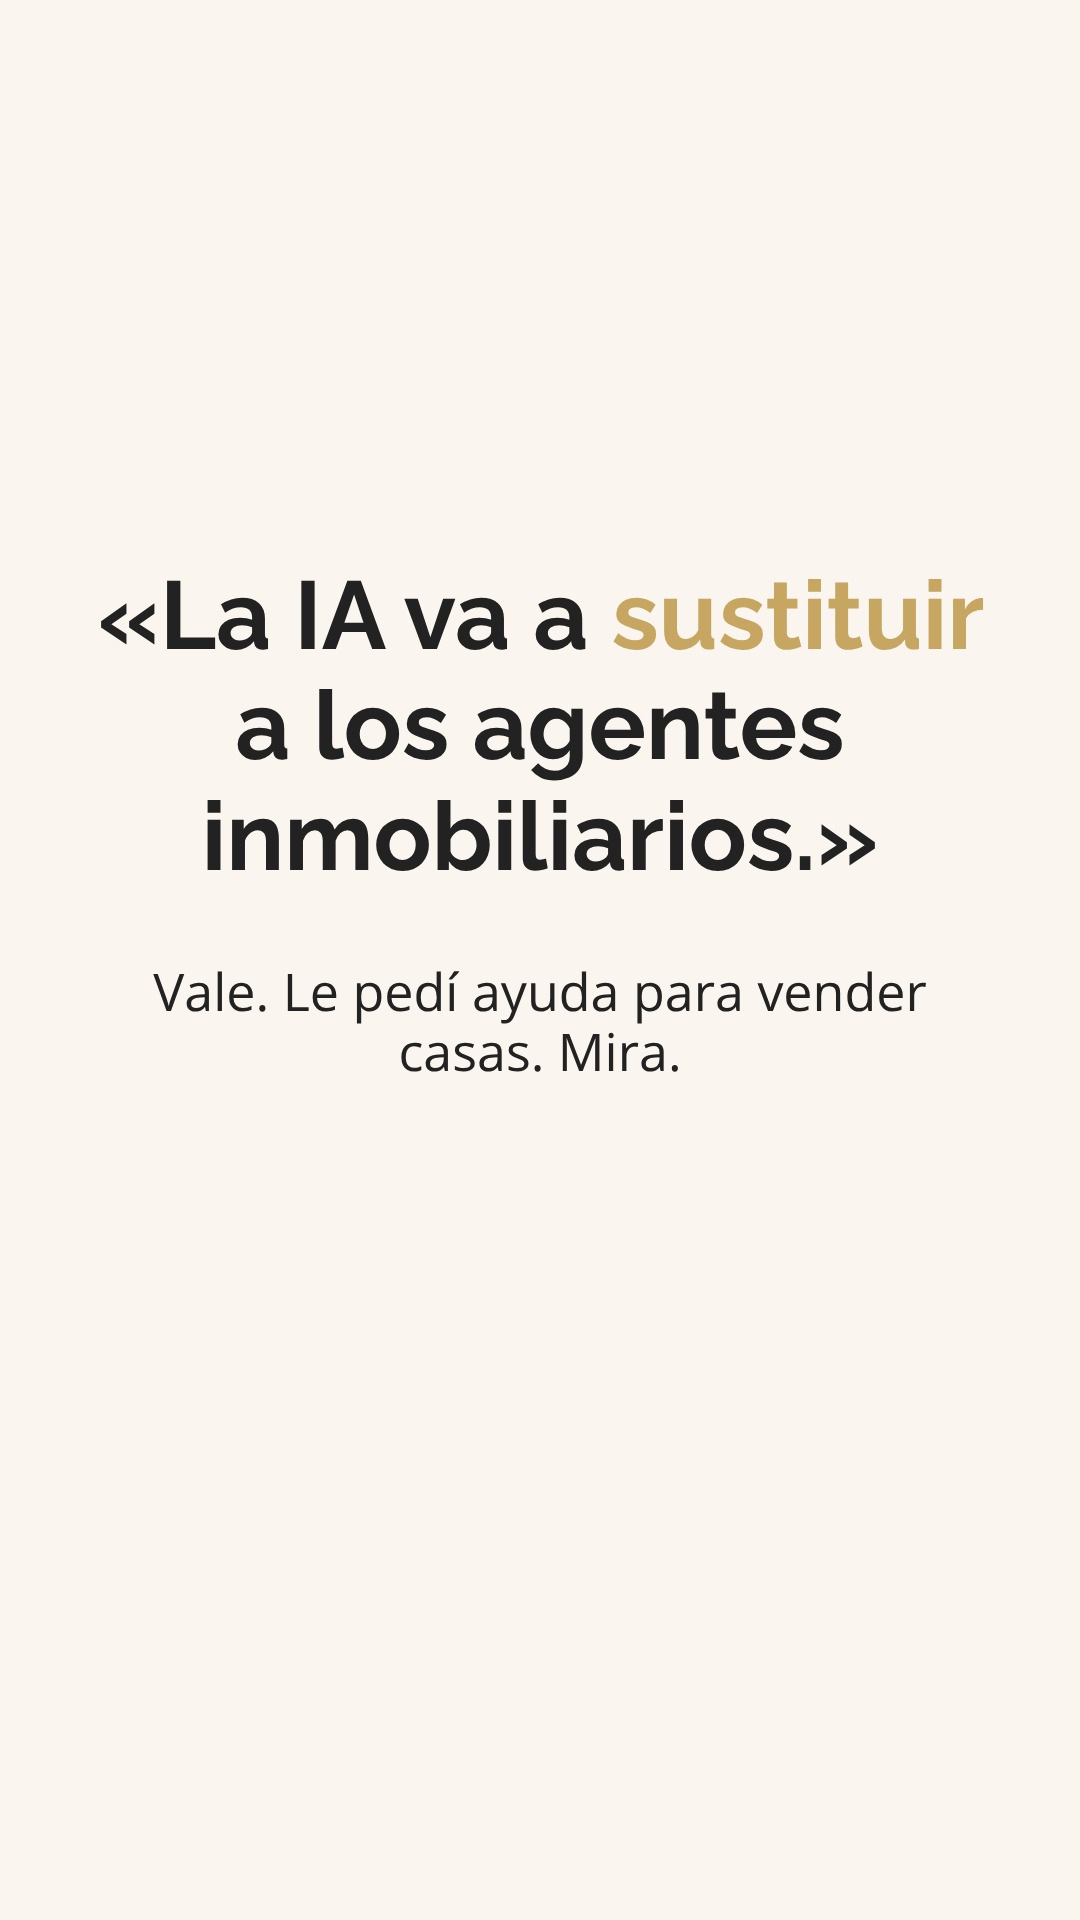 «La IA va a sustituir
a los agentes
inmobiliarios.»
Vale. Le pedí ayuda para vender
casas. Mira.